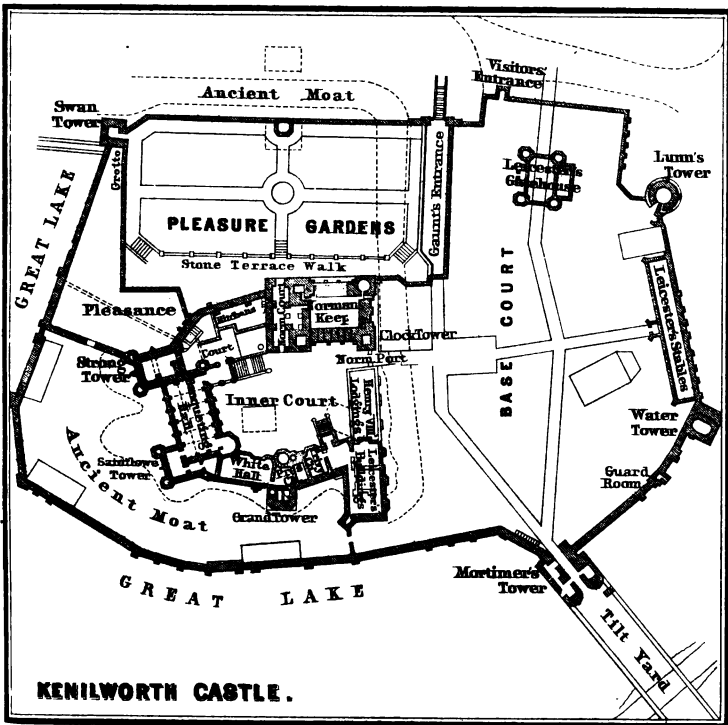 Visitors
Entrance
Ancient Moat
Swan
Tower
Grotto
Leicester's
Gatehouse
Lunn's
Tower
GREAT LAKE
PLEASURE GARDENS
Gaunt's Entrance
Stone Terrace Walk
Pleasance
Kitchens
Norman
Keep
Clock Tower
Court
Norm Port
BASE COURT
Leicester's Stables
Strong
Tower
Inner Court
Henry VIII
Lodgings
Hall
Water
Tower
Saintlowe
Tower
White
Hall
Leicester's
Buildings
Guard
Room
Ancient Moat
Grand Tower
GREAT LAKE
Mortimer's
Tower
Tilt Yard
KENILWORTH CASTLE.